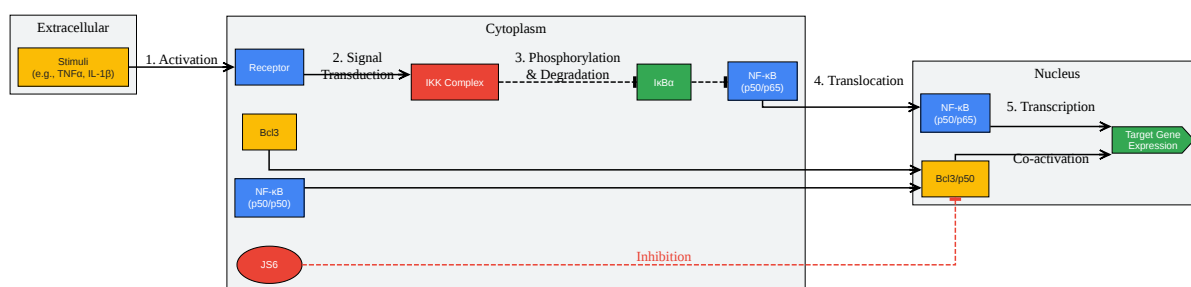 Extracellular
Stimuli
(e.g., TNFα, IL-1β)
1. Activation
Cytoplasm
Receptor
2. Signal
Transduction
IKK Complex
3. Phosphorylation
& Degradation
IκBα
NF-κB
(p50/p65)
4. Translocation
Nucleus
NF-κB
(p50/p65)
5. Transcription
Target Gene
Expression
Bcl3
Co-activation
Bcl3/p50
NF-κB
(p50/p50)
JS6
Inhibition